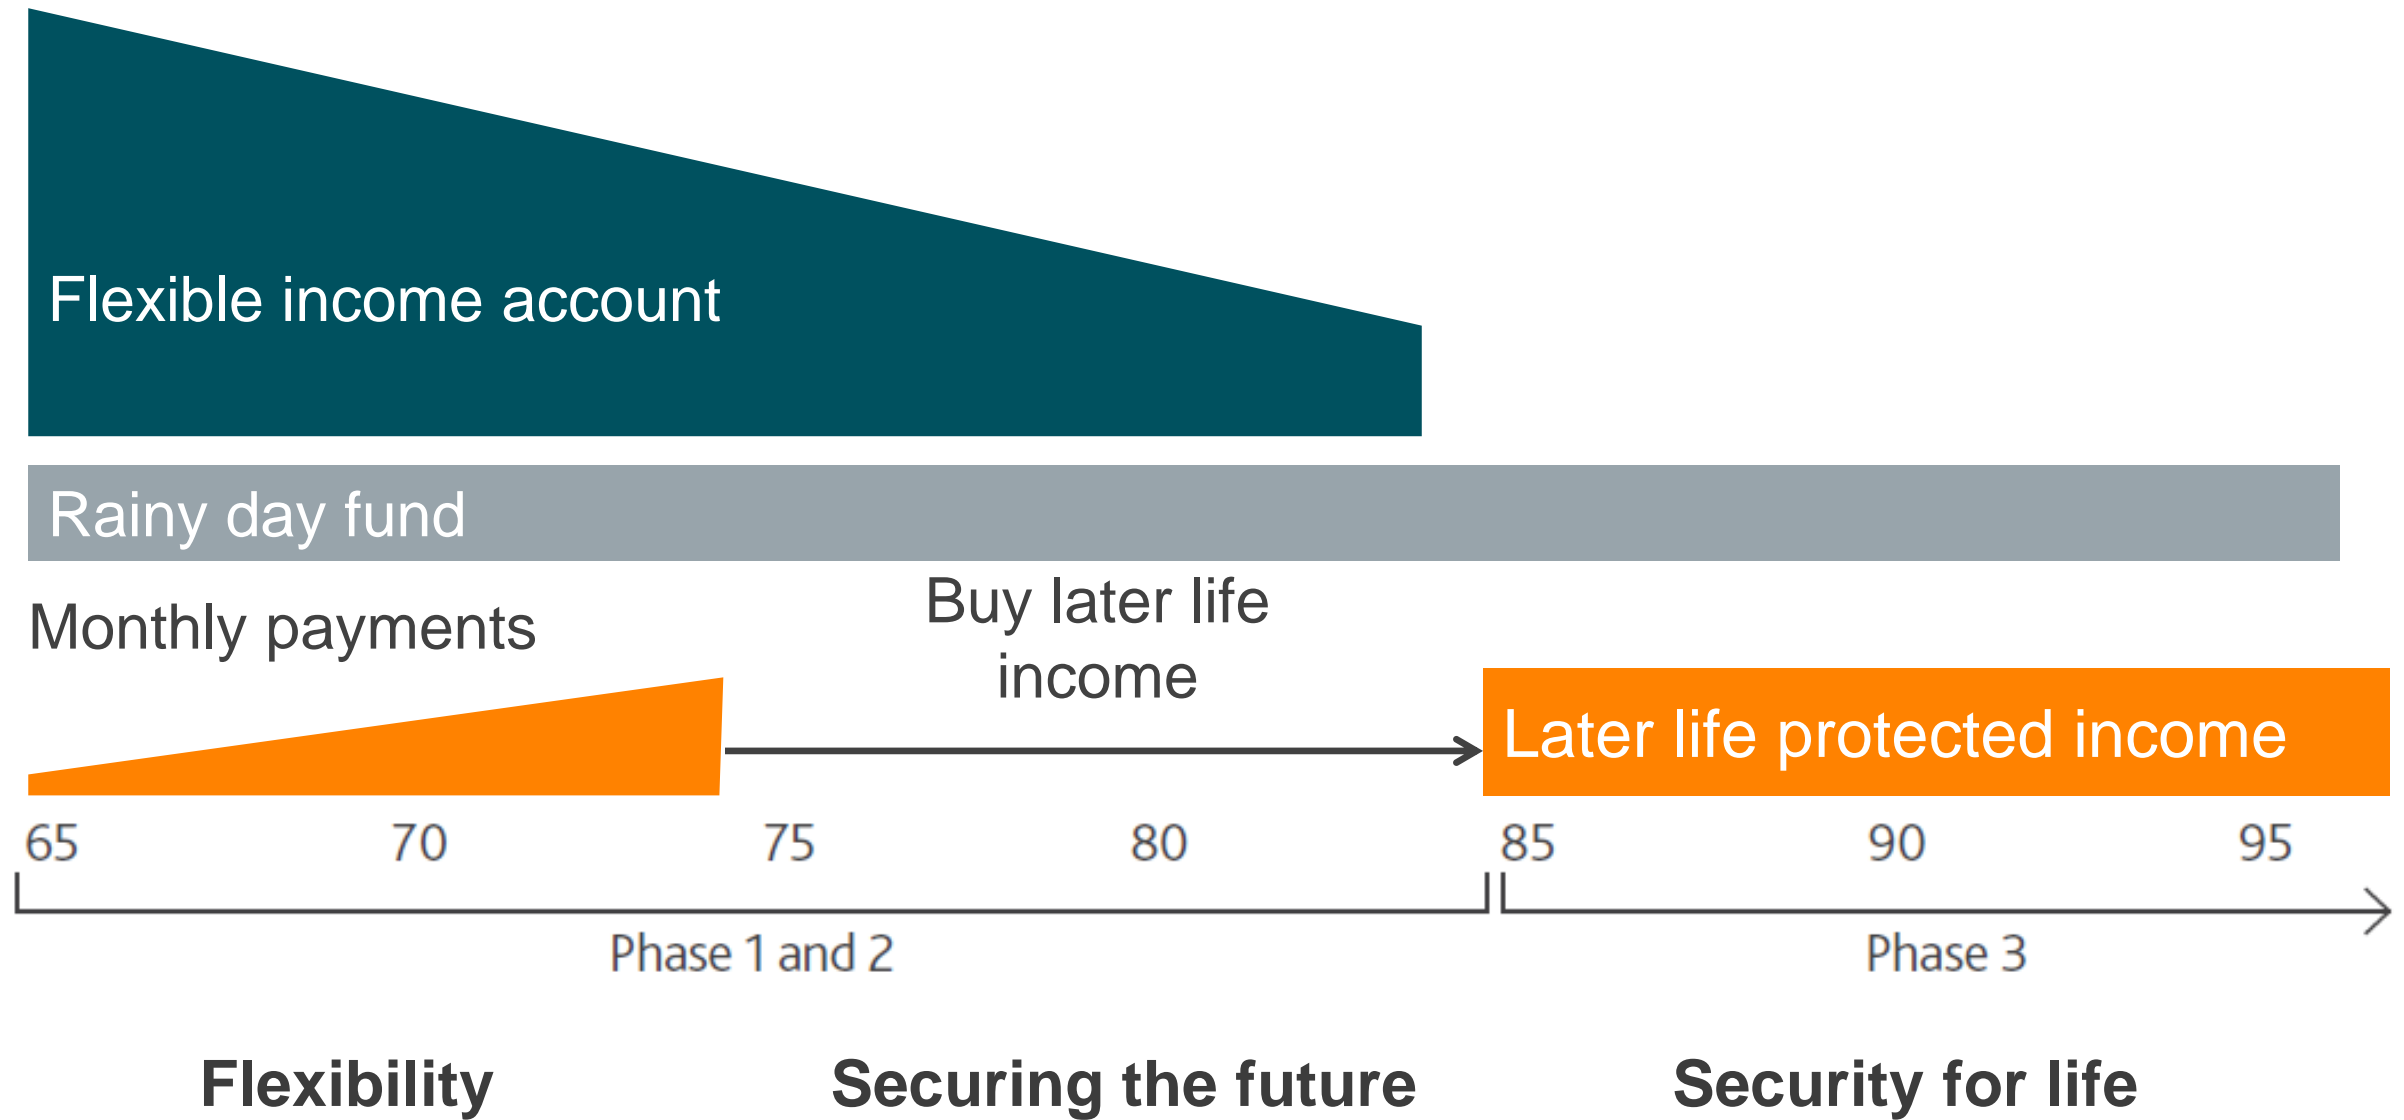 Flexible income account
Rainy day fund
Monthly payments
Buy later life
income
Later life protected income
65 70 75 80 85 90 95
Phase 1 and 2 Phase 3
Flexibility Securing the future Security for life